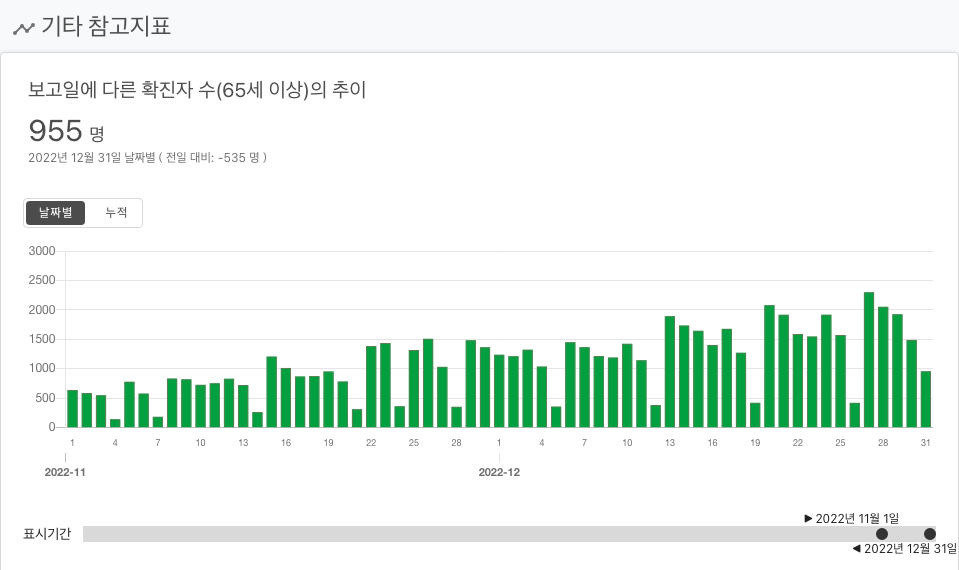 기타 참고지표
보고일에 다른 확진자 수(65세 이상)의 추이
955 명
2022년 12월 31일 날짜별 ( 전일 대비: -535 명 )
날짜별 누적
3000
2500
2000
1500
1000
500
0
1 4 7 10 13 16 19 22 25 28 1 4 7 10 13 16 19 22 25 28 31
2022-11 2022-12
▶ 2022년 11월 1일
표시기간
◀ 2022년 12월 31일